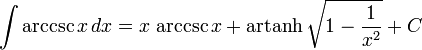 ∫ arccsc x dx = x arccsc x + artanh √(1 − 1/x²) + C